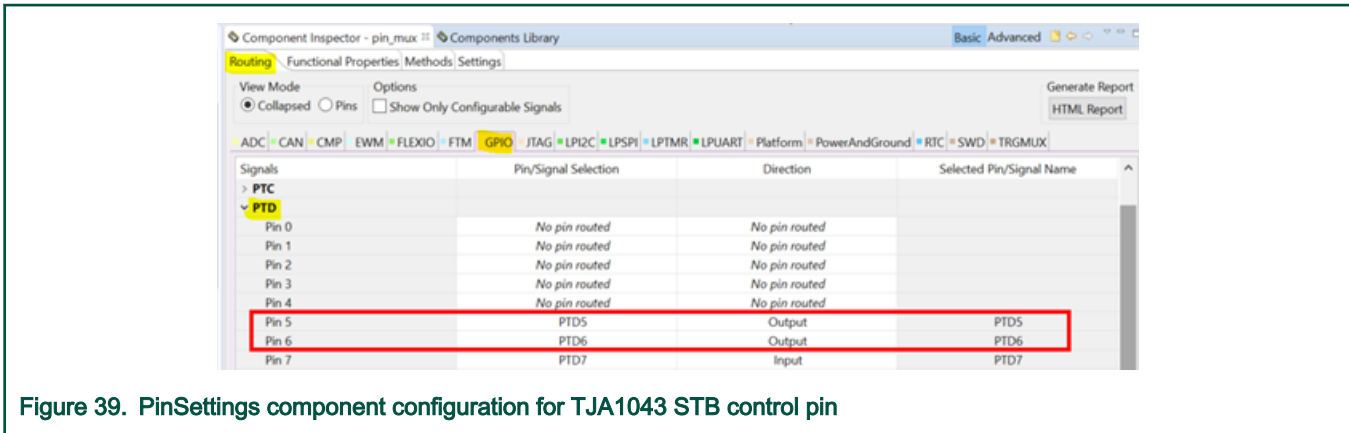 Component Inspector - pin_mux Components Library Basic Advanced
Routing Functional Properties Methods Settings
View Mode Options Generate Report
Collapsed Pins Show Only Configurable Signals HTML Report
ADC CAN CMP EWM FLEXIO FTM GPIO JTAG LPI2C LPSPI LPTMR LPUART Platform PowerAndGround RTC SWD TRGMUX
Signals Pin/Signal Selection Direction Selected Pin/Signal Name
> PTC
PTD
Pin 0 No pin routed No pin routed
Pin 1 No pin routed No pin routed
Pin 2 No pin routed No pin routed
Pin 3 No pin routed No pin routed
Pin 4 No pin routed No pin routed
Pin 5 PTD5 Output PTD5
Pin 6 PTD6 Output PTD6
Pin 7 PTD7 Input PTD7
Figure 39. PinSettings component configuration for TJA1043 STB control pin